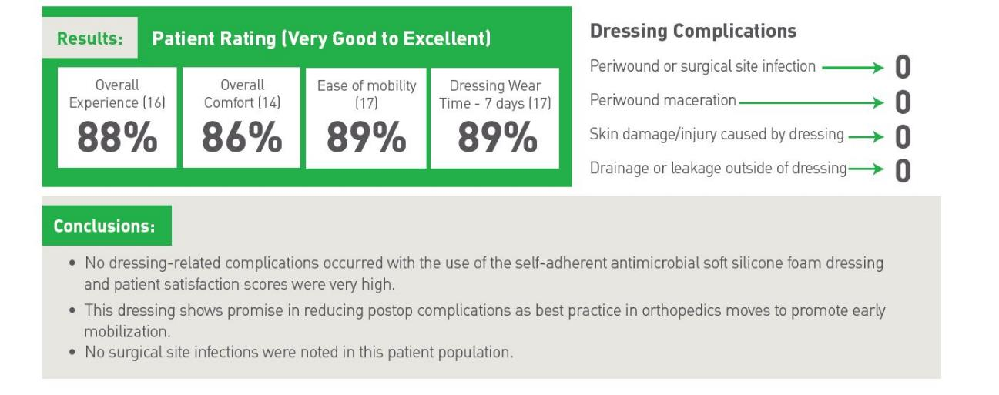 Results:
Patient Rating (Very Good to Excellent)
Overall
Experience (16)
88%
Overall
Comfort (14)
86%
Ease of mobility
(17)
89%
Dressing Wear
Time - 7 days (17)
89%
Dressing Complications
Periwound or surgical site infection 0
Periwound maceration 0
Skin damage/injury caused by dressing 0
Drainage or leakage outside of dressing 0
Conclusions:
• No dressing-related complications occurred with the use of the self-adherent antimicrobial soft silicone foam dressing
and patient satisfaction scores were very high.
• This dressing shows promise in reducing postop complications as best practice in orthopedics moves to promote early
mobilization.
• No surgical site infections were noted in this patient population.